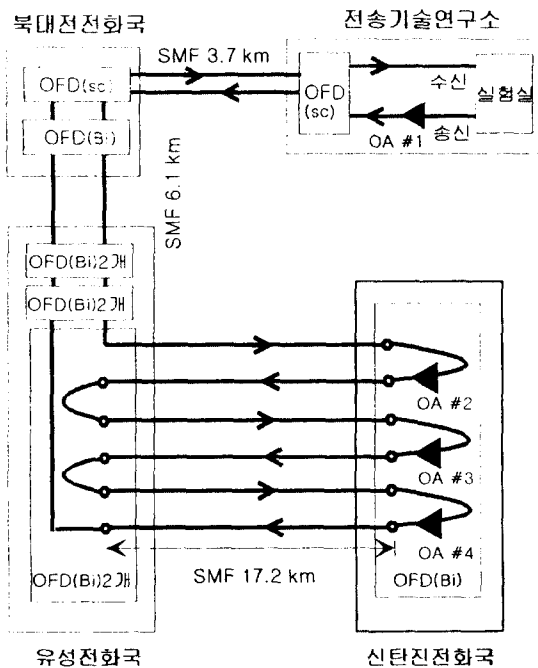 북대전전화국
전송기술연구소
SMF 3.7 km
OFD(sc)
OFD
(sc)
수신
실험실
송신
OA #1
OFD(Bi)
SMF 6.1 km
OFD(Bi)2개
OFD(Bi)2개
OA #2
OA #3
OA #4
SMF 17.2 km
OFD(Bi)2개
OFD(Bi)
유성전화국
신탄진전화국